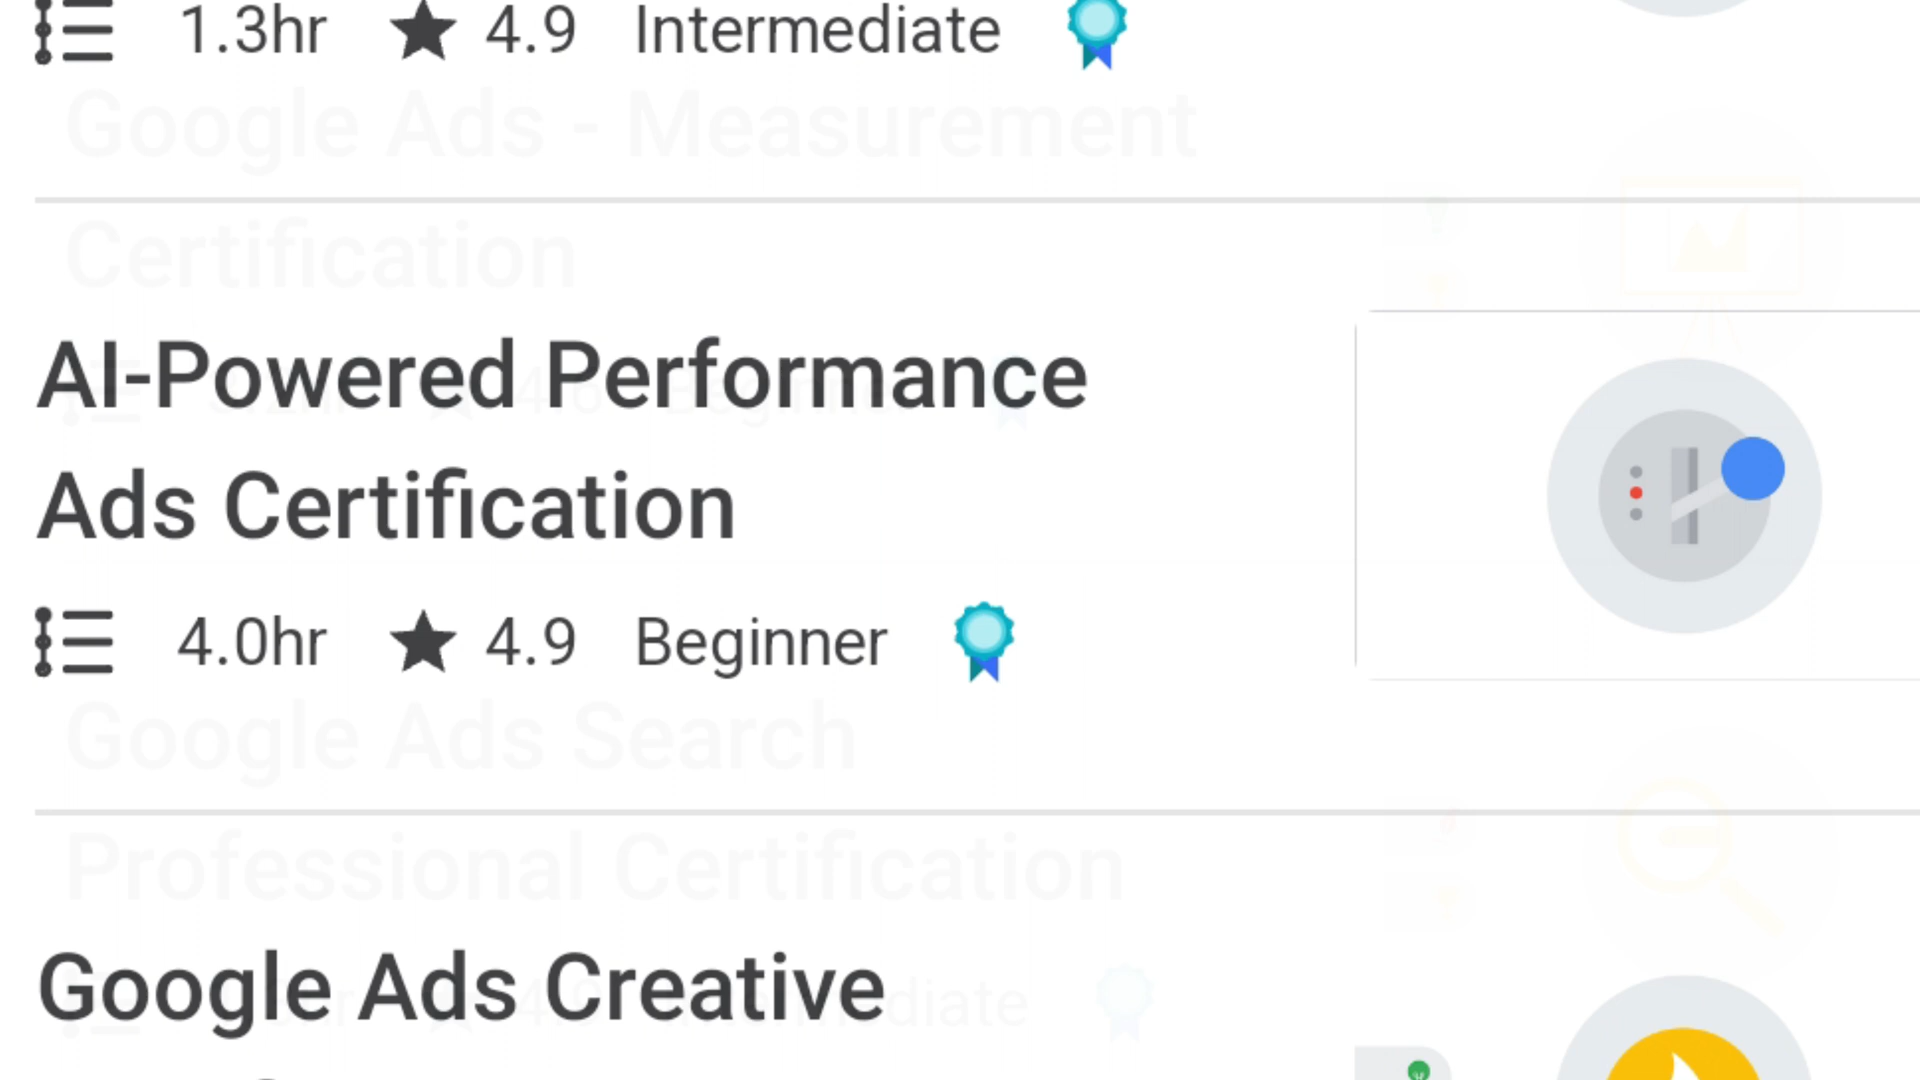 1.3hr 4.9 Intermediate
Google Ads - Measurement
Certification
AI-Powered Performance
Ads Certification
4.0hr 4.9 Beginner
Google Ads Search
Professional Certification
Google Ads Creative